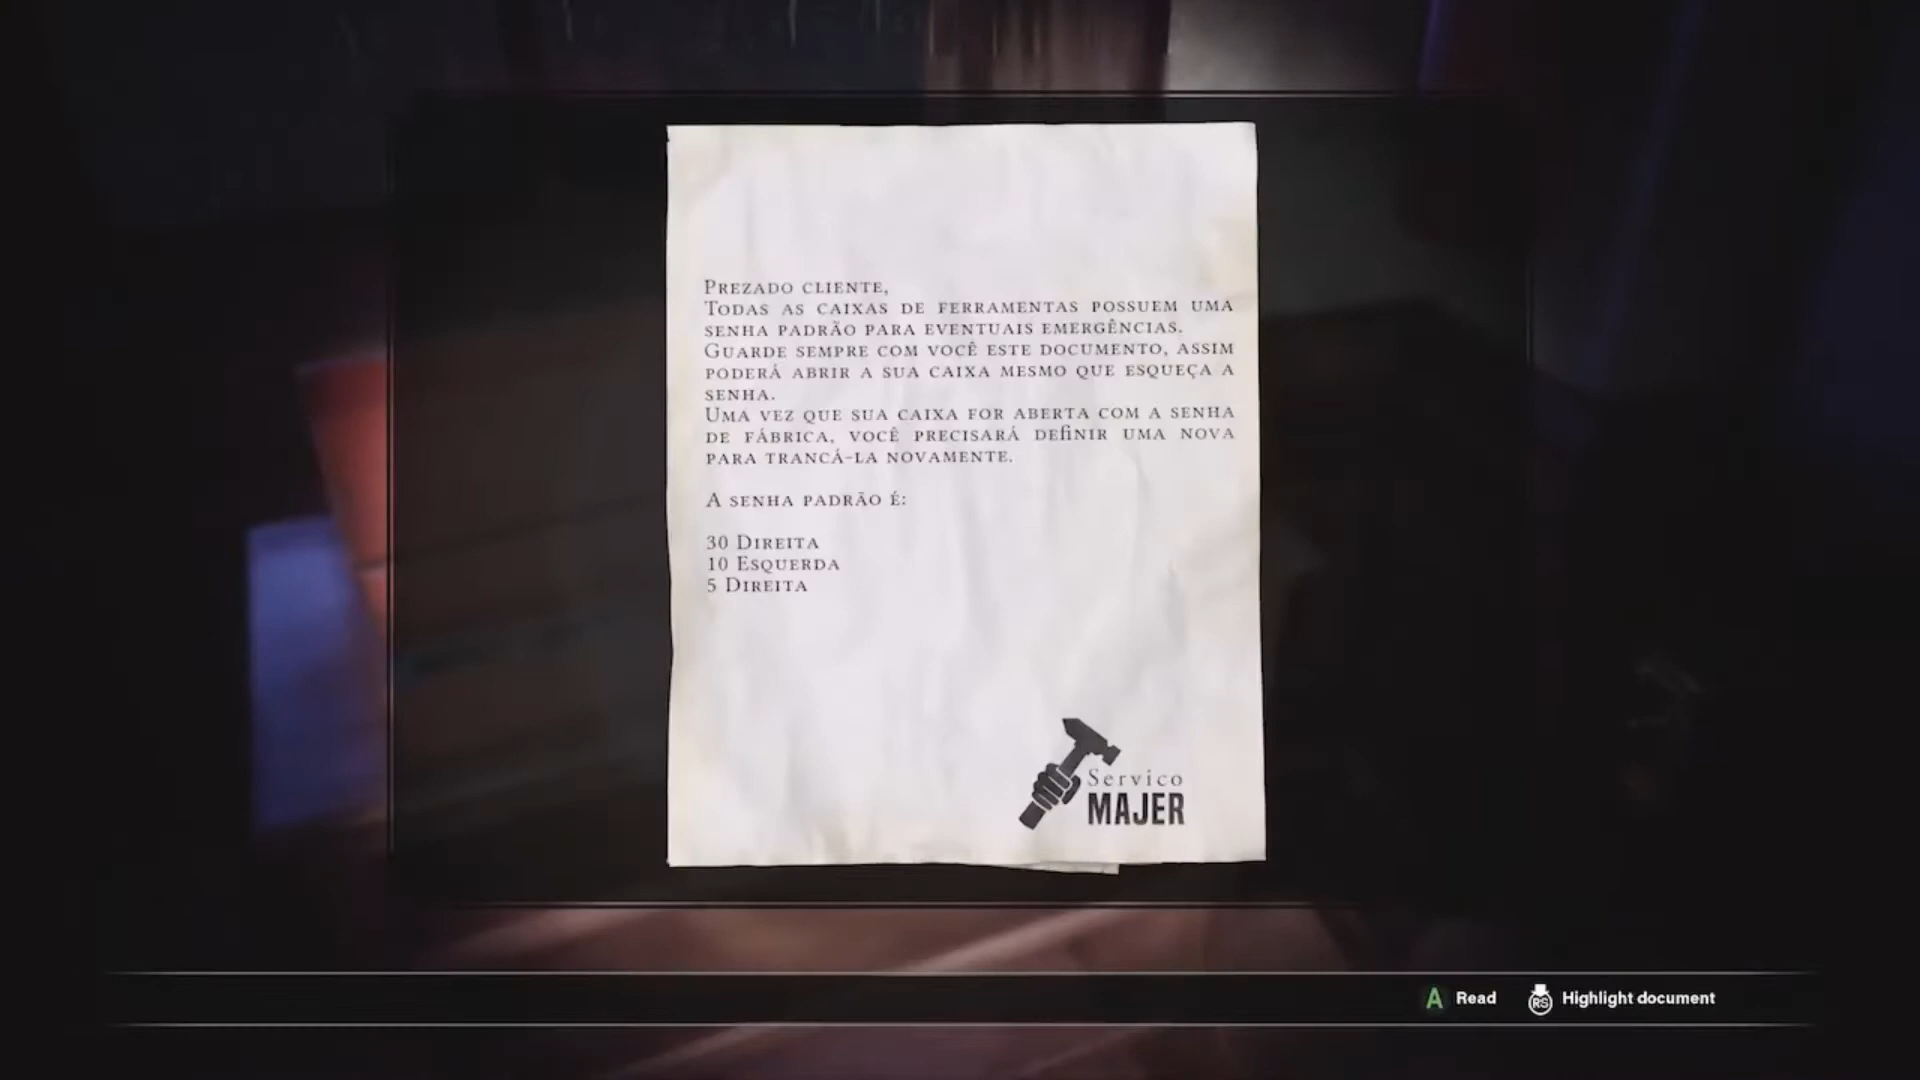 Prezado cliente,
Todas as caixas de ferramentas possuem uma
senha padrão para eventuais emergências.
Guarde sempre com você este documento, assim
poderá abrir a sua caixa mesmo que esqueça a
senha.
Uma vez que sua caixa for aberta com a senha
de fábrica, você precisará definir uma nova
para trancá-la novamente.
A senha padrão é:
30 Direita
10 Esquerda
5 Direita
Servico
MAJER
A Read
RS Highlight document